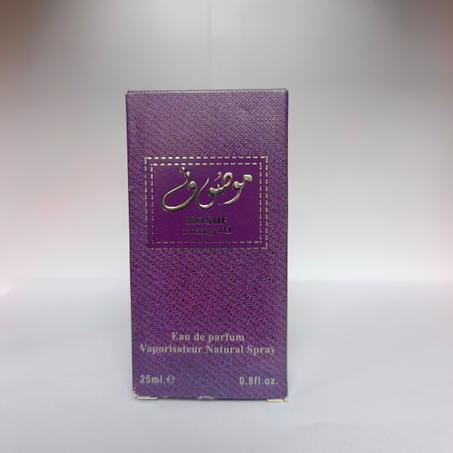 موصوف
MOSUF
Eau de parfum
Vaporisateur Natural Spray
25ml.℮ 0.8fl.oz.